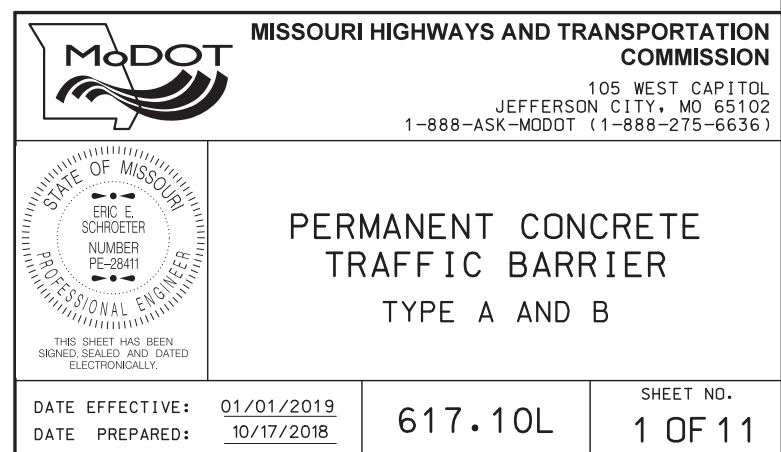 MoDOT
MISSOURI HIGHWAYS AND TRANSPORTATION
COMMISSION
105 WEST CAPITOL
JEFFERSON CITY, MO 65102
1-888-ASK-MODOT (1-888-275-6636)
STATE OF MISSOURI
ERIC E.
SCHROETER
NUMBER
PE-28411
PROFESSIONAL ENGINEER
THIS SHEET HAS BEEN
SIGNED, SEALED AND DATED
ELECTRONICALLY.
PERMANENT CONCRETE
TRAFFIC BARRIER
TYPE A AND B
DATE EFFECTIVE: 01/01/2019
DATE PREPARED: 10/17/2018
617.10L
SHEET NO.
1 OF 11